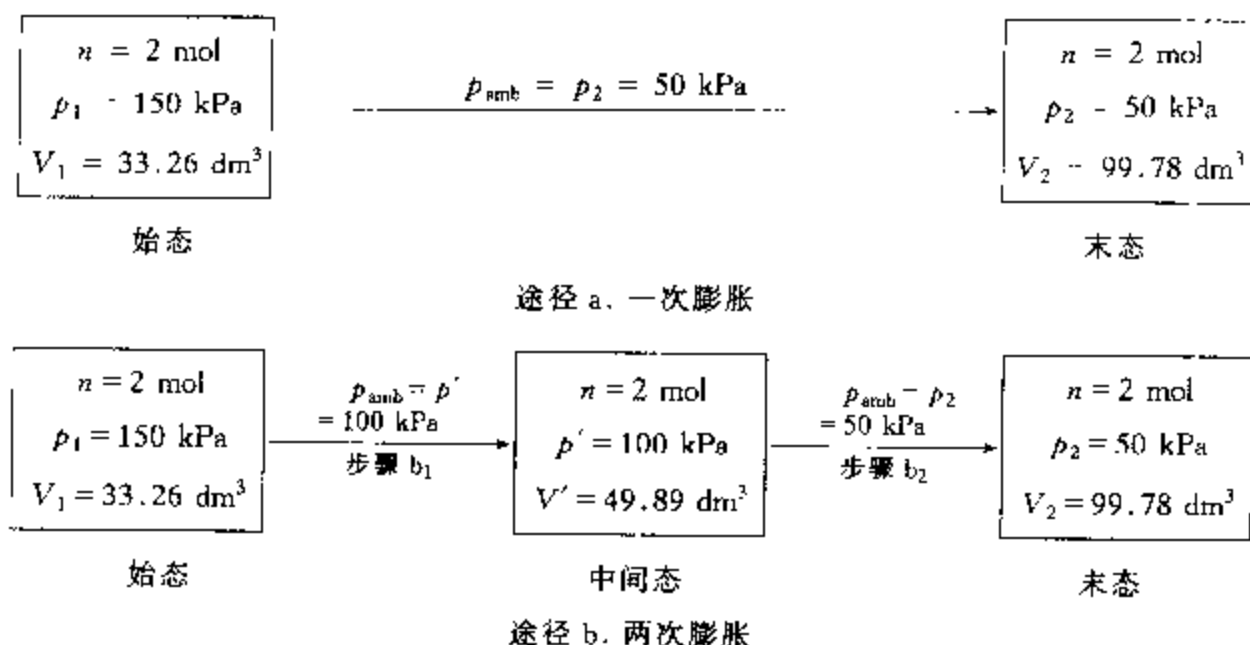 n = 2 mol
p₁ - 150 kPa
V₁ = 33.26 dm³
始态
p_amb = p₂ = 50 kPa
n = 2 mol
p₂ - 50 kPa
V₂ - 99.78 dm³
末态
途径 a. 一次膨胀
n = 2 mol
p₁ = 150 kPa
V₁ = 33.26 dm³
始态
p_amb - p′
= 100 kPa
步骤 b₁
n = 2 mol
p′ = 100 kPa
V′ = 49.89 dm³
中间态
p_amb - p₂
= 50 kPa
步骤 b₂
n = 2 mol
p₂ = 50 kPa
V₂ = 99.78 dm³
末态
途径 b. 两次膨胀